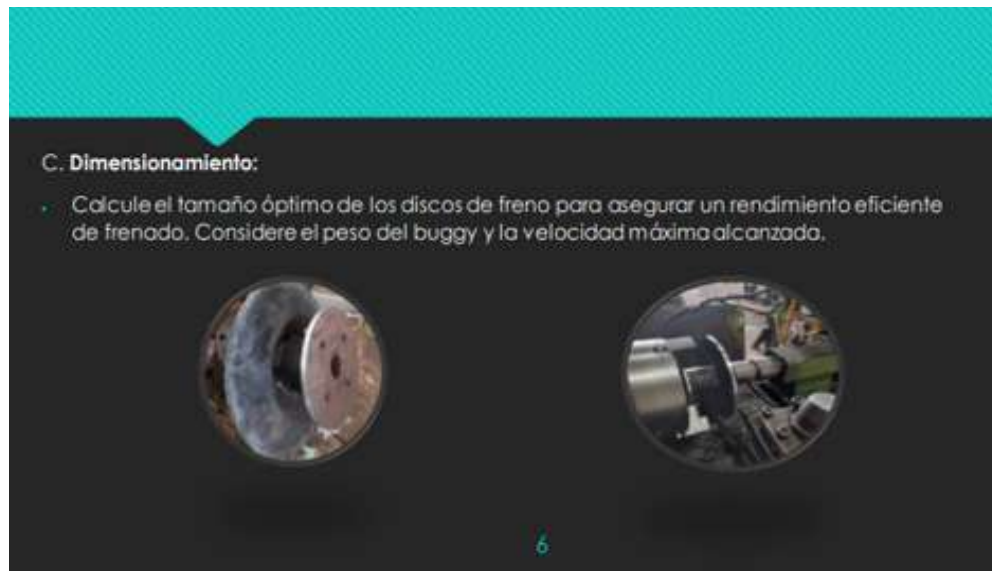 C. Dimensionamiento:
Calcule el tamaño óptimo de los discos de freno para asegurar un rendimiento eficiente
de frenado. Considere el peso del buggy y la velocidad máxima alcanzada.
6